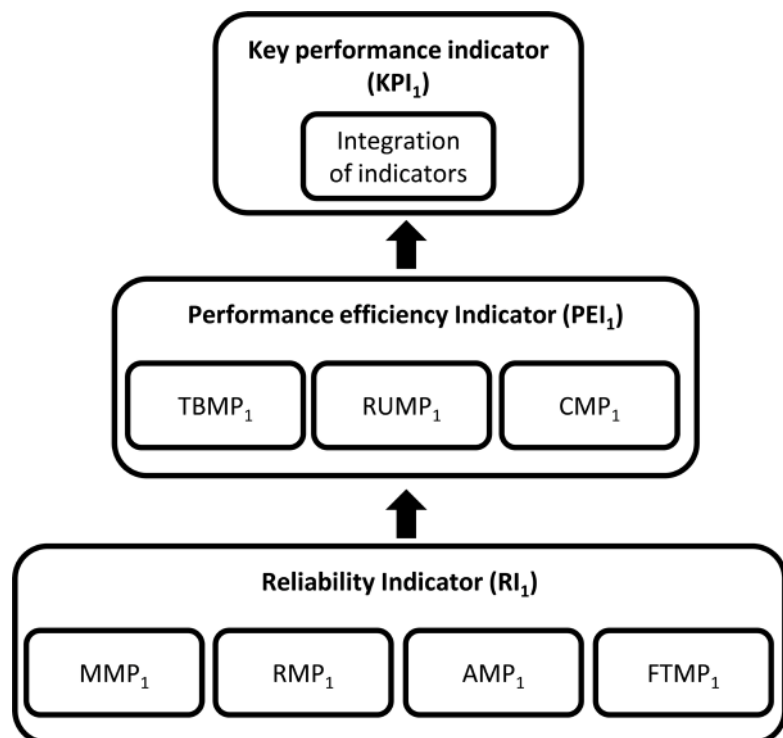 Key performance indicator
(KPI₁)
Integration
of indicators
Performance efficiency Indicator (PEI₁)
TBMP₁
RUMP₁
CMP₁
Reliability Indicator (RI₁)
MMP₁
RMP₁
AMP₁
FTMP₁